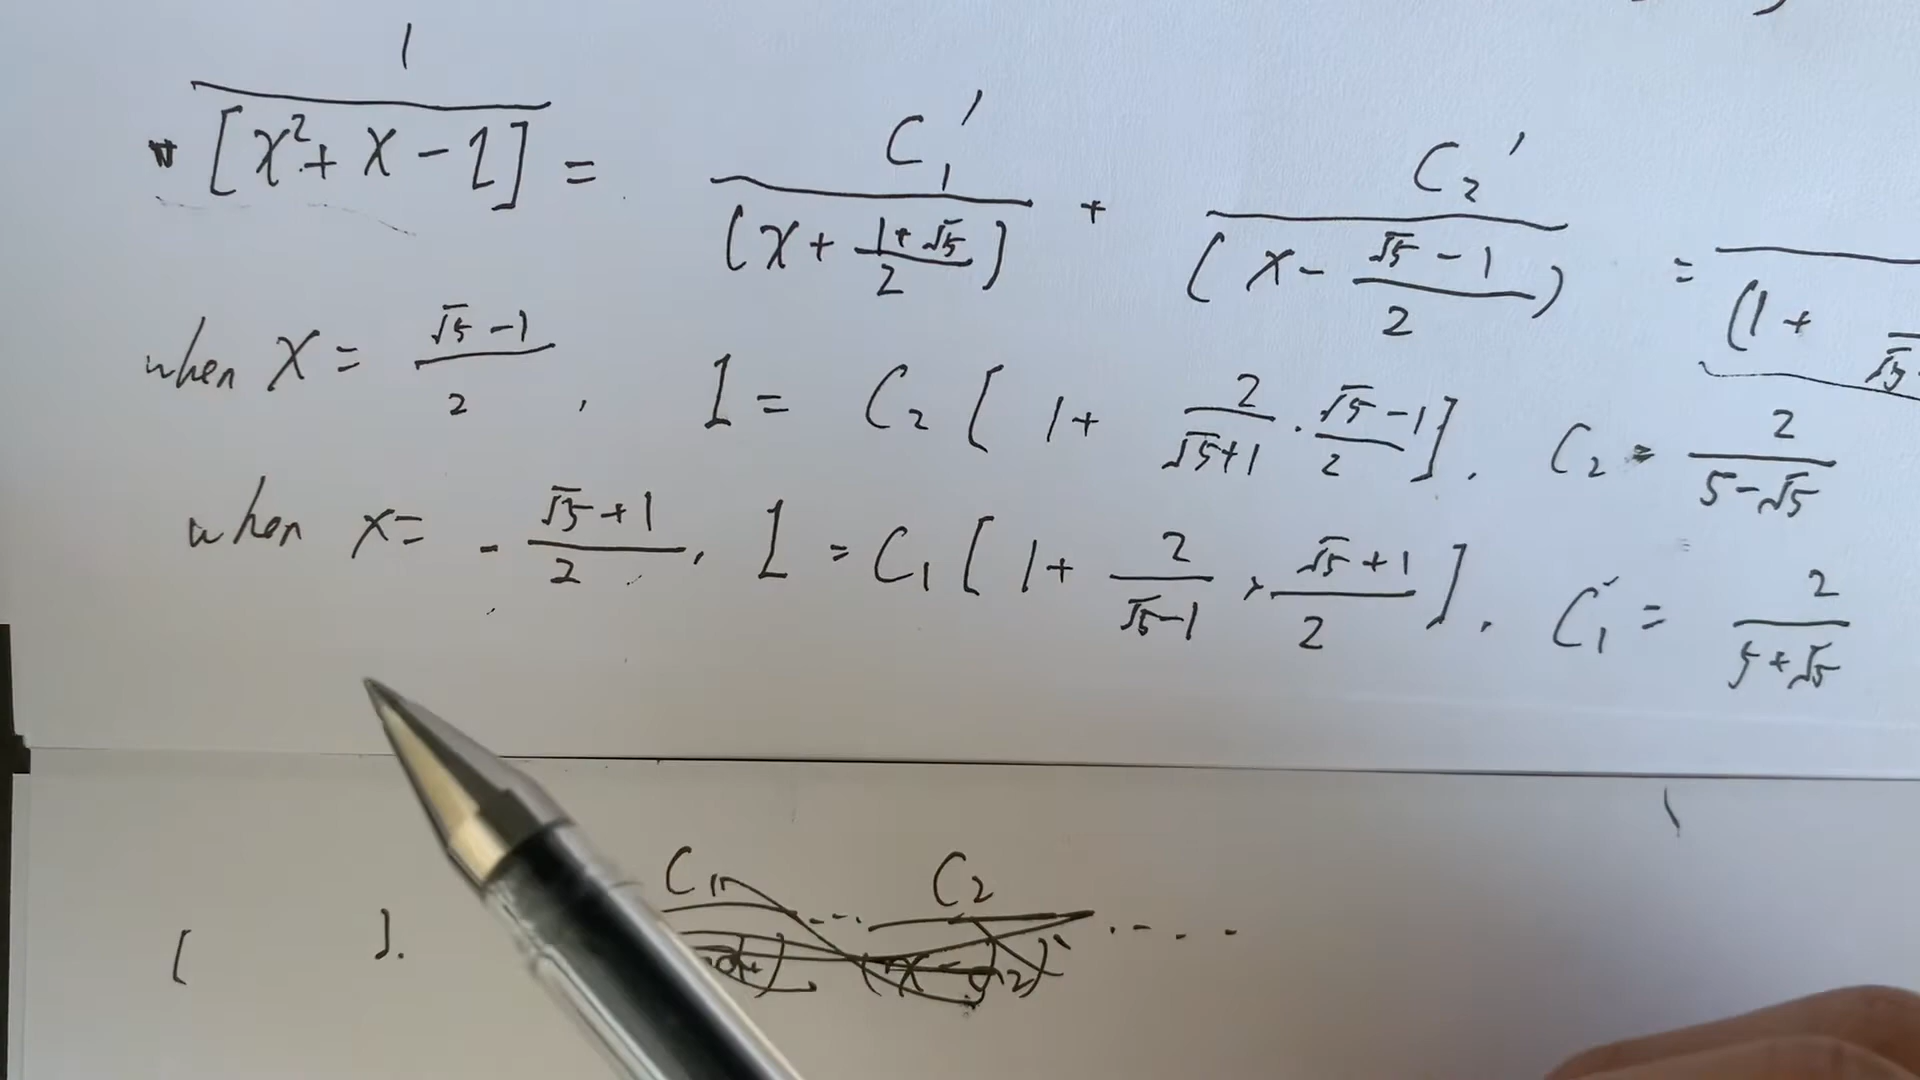 1
[x² + x - 1] = C₁′ + C₂′ =
(x + (1+√5)/2) (x - (√5-1)/2) (1 + √5
when x = (√5-1)/2 , 1 = C₂ [ 1 + 2/(√5+1) · (√5-1)/2 ] . C₂ = 2/(5-√5)
when x = - (√5+1)/2 , 1 = C₁ [ 1 + 2/(√5-1) · (√5+1)/2 ] . C₁ = 2/(5+√5)
C₁ ... C₂ ....
[ ] .